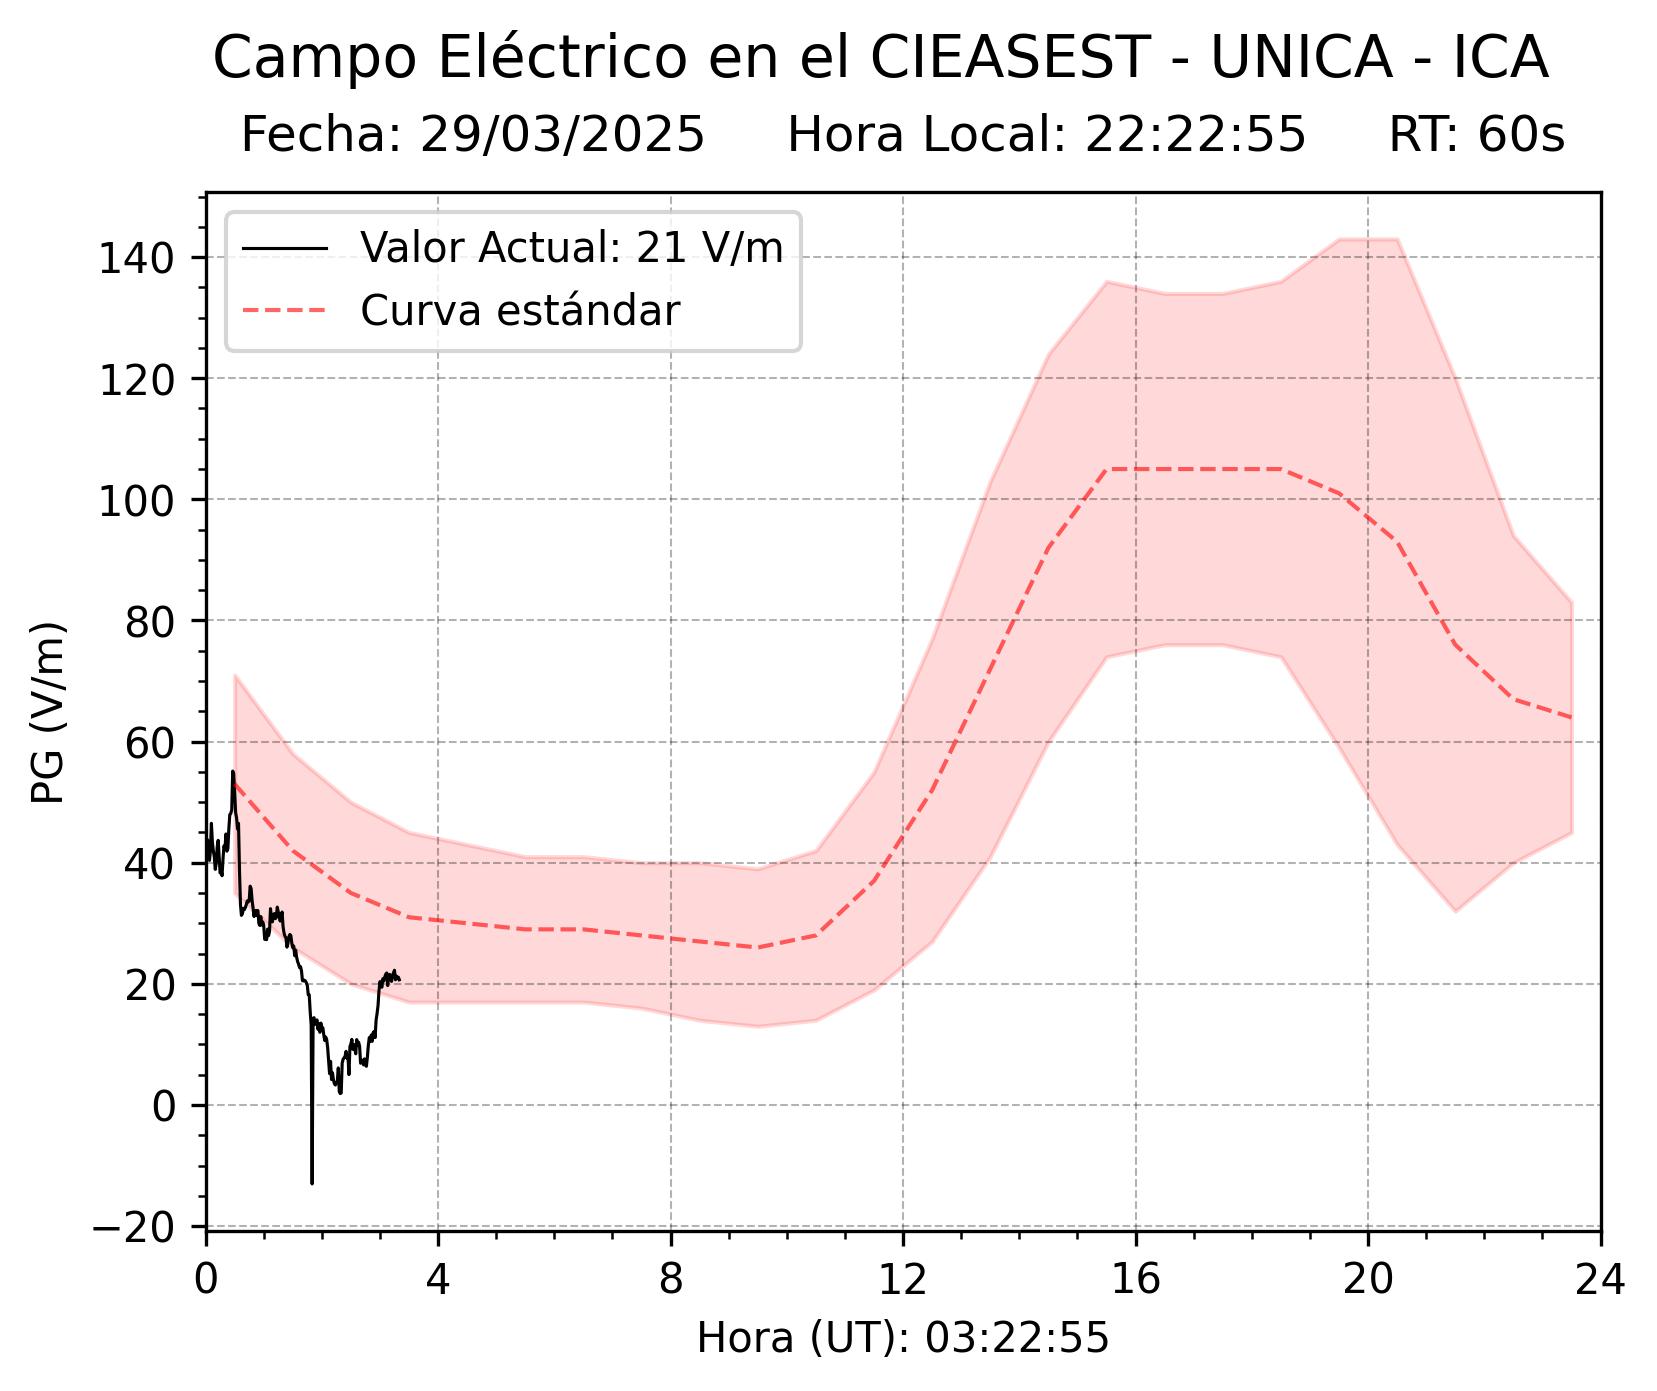 Campo Eléctrico en el CIEASEST - UNICA - ICA
Fecha: 29/03/2025 Hora Local: 22:22:55 RT: 60s
Valor Actual: 21 V/m
Curva estándar
140
120
100
80
60
40
20
0
−20
PG (V/m)
0 4 8 12 16 20 24
Hora (UT): 03:22:55